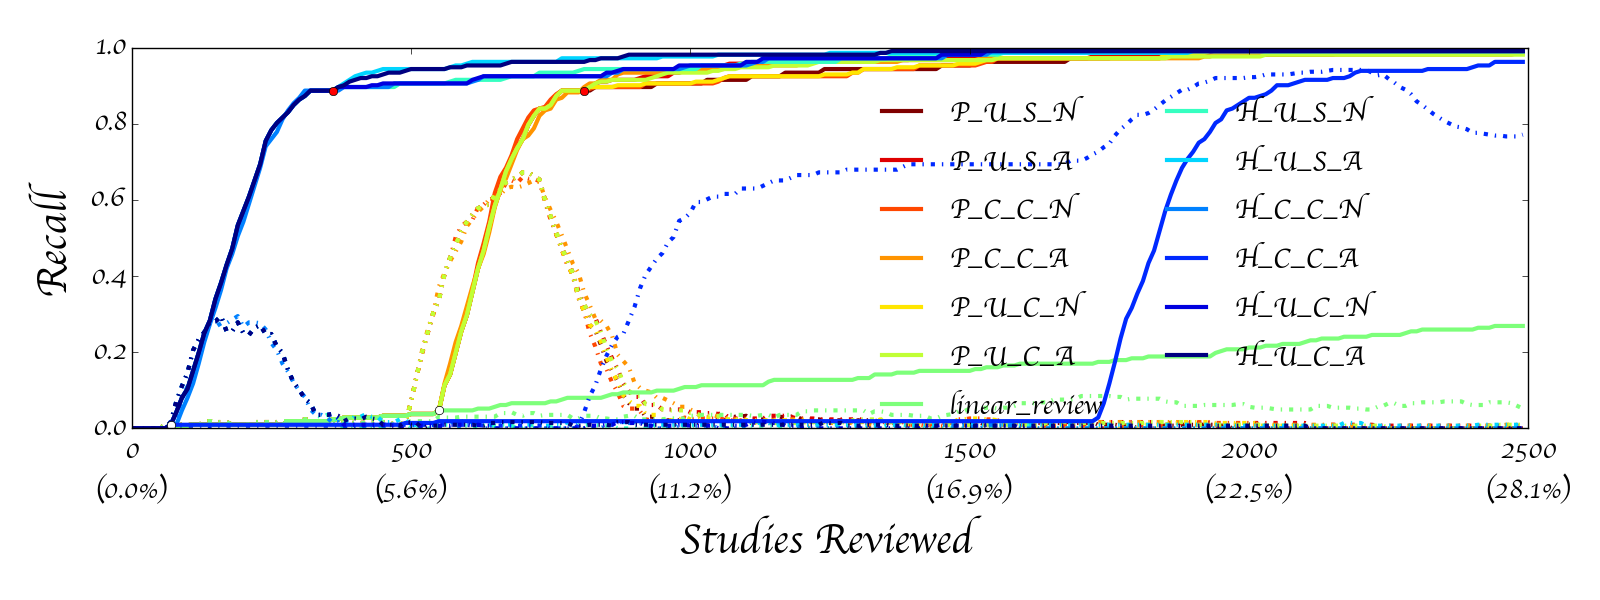 1.0
0.8
0.6
0.4
0.2
0.0
Recall
P_U_S_N
P_U_S_A
P_C_C_N
P_C_C_A
P_U_C_N
P_U_C_A
linear_review
H_U_S_N
H_U_S_A
H_C_C_N
H_C_C_A
H_U_C_N
H_U_C_A
0 500 1000 1500 2000 2500
(0.0%) (5.6%) (11.2%) (16.9%) (22.5%) (28.1%)
Studies Reviewed